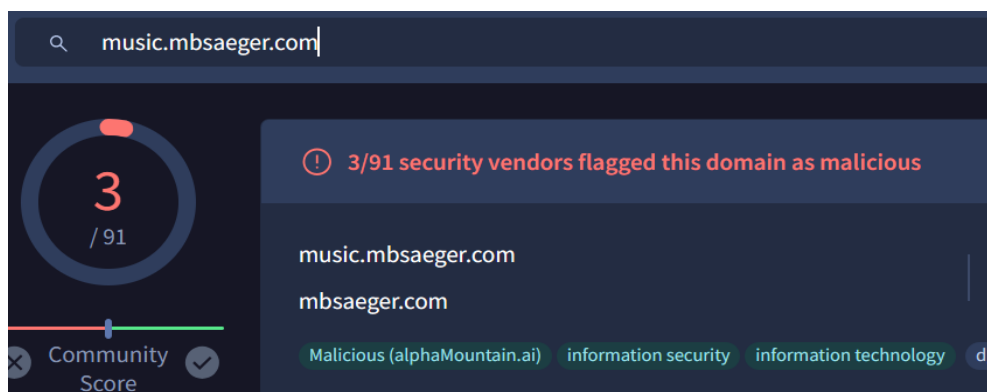 music.mbsaeger.com
3
/ 91
3/91 security vendors flagged this domain as malicious
music.mbsaeger.com
mbsaeger.com
Malicious (alphaMountain.ai) information security information technology
Community
Score